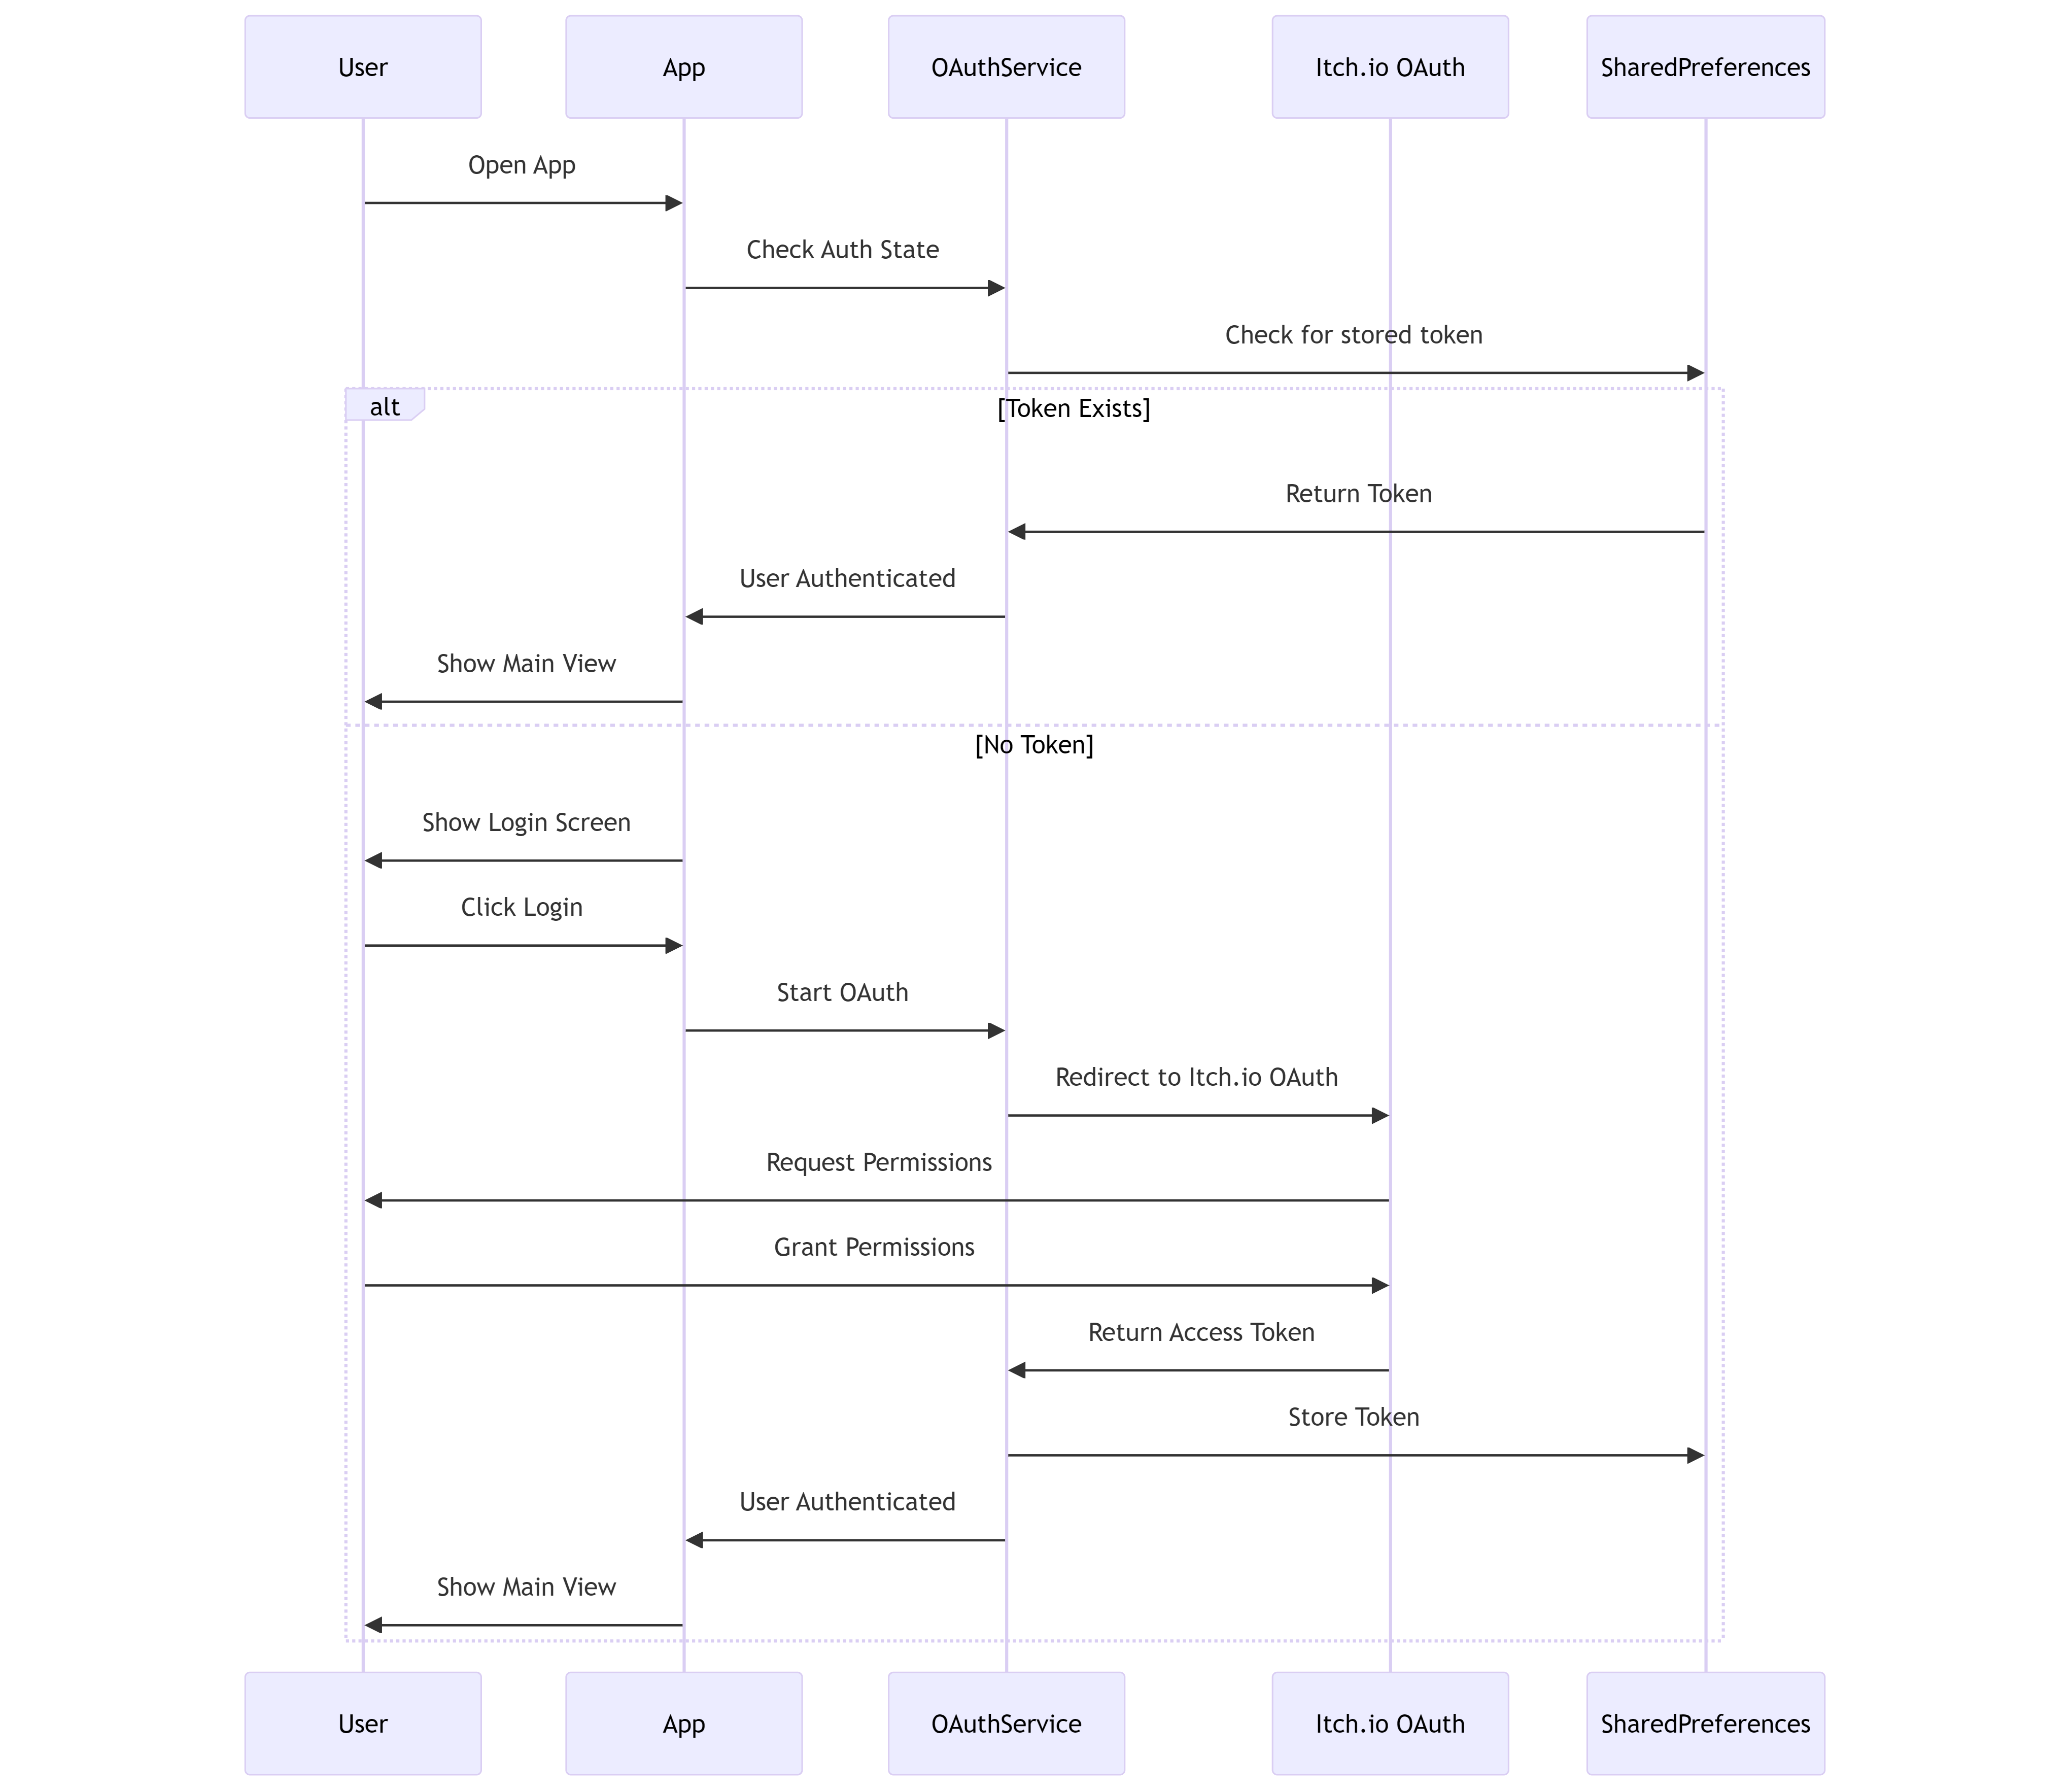 User
App
OAuthService
Itch.io OAuth
SharedPreferences
Open App
Check Auth State
Check for stored token
alt
[Token Exists]
Return Token
User Authenticated
Show Main View
[No Token]
Show Login Screen
Click Login
Start OAuth
Redirect to Itch.io OAuth
Request Permissions
Grant Permissions
Return Access Token
Store Token
User Authenticated
Show Main View
User
App
OAuthService
Itch.io OAuth
SharedPreferences